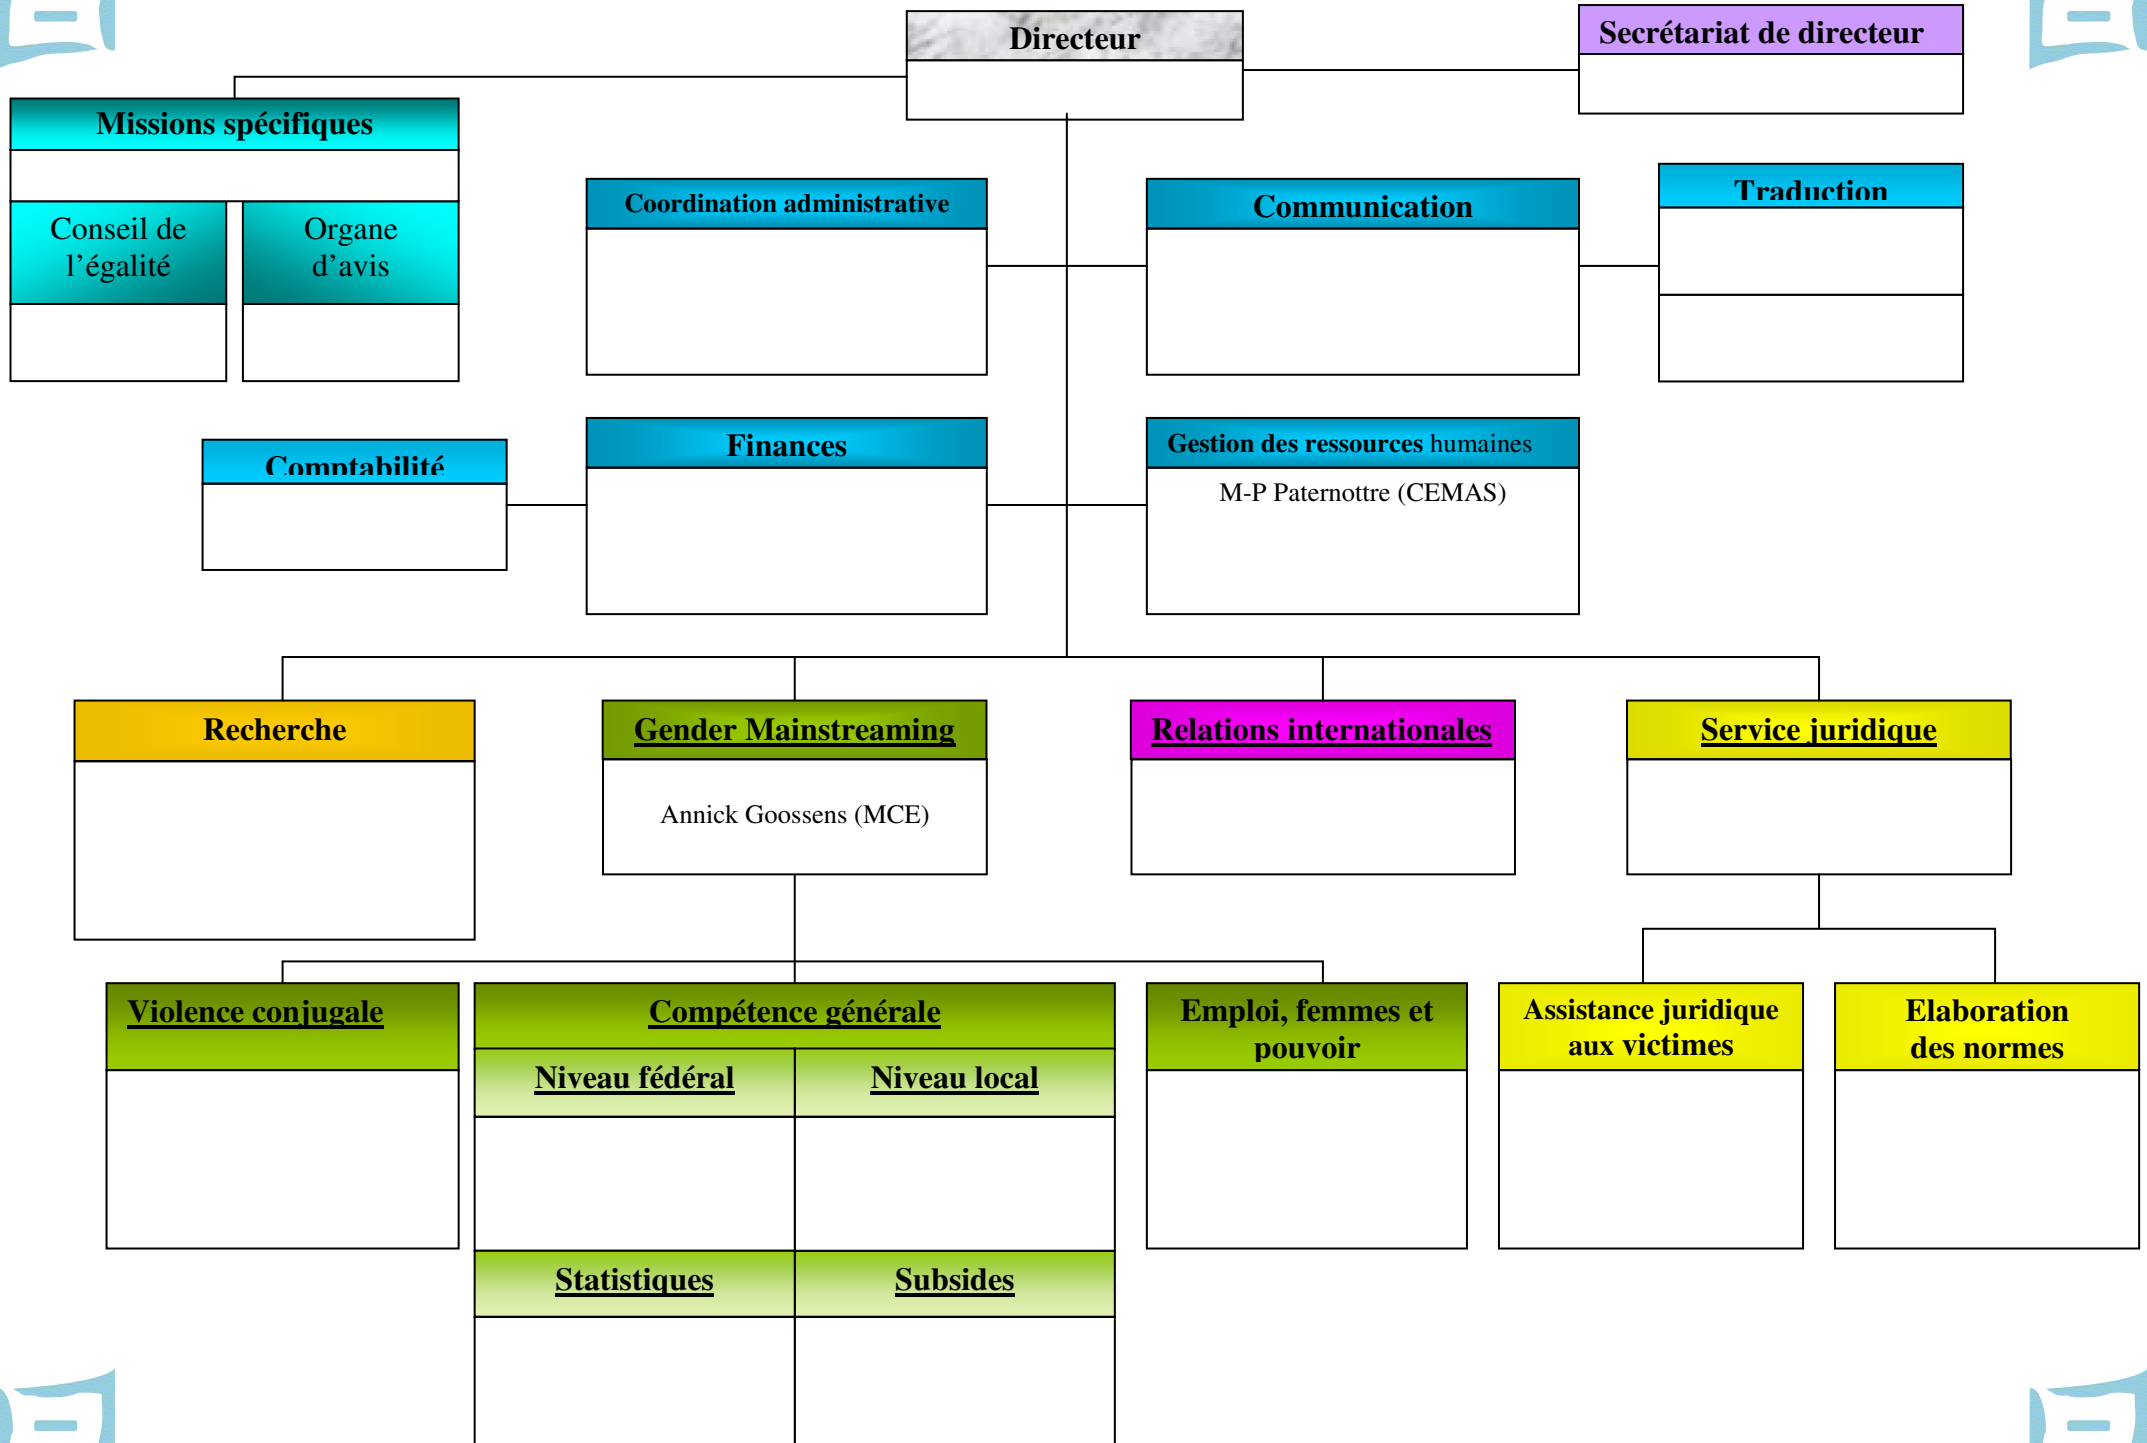 Directeur
Secrétariat de directeur
Missions spécifiques
Conseil de
l’égalité
Organe
d’avis
Coordination administrative
Communication
Traduction
Comptabilité
Finances
Gestion des ressources humaines
M-P Paternottre (CEMAS)
Recherche
Gender Mainstreaming
Annick Goossens (MCE)
Relations internationales
Service juridique
Violence conjugale
Compétence générale
Niveau fédéral
Niveau local
Statistiques
Subsides
Emploi, femmes et
pouvoir
Assistance juridique
aux victimes
Elaboration
des normes